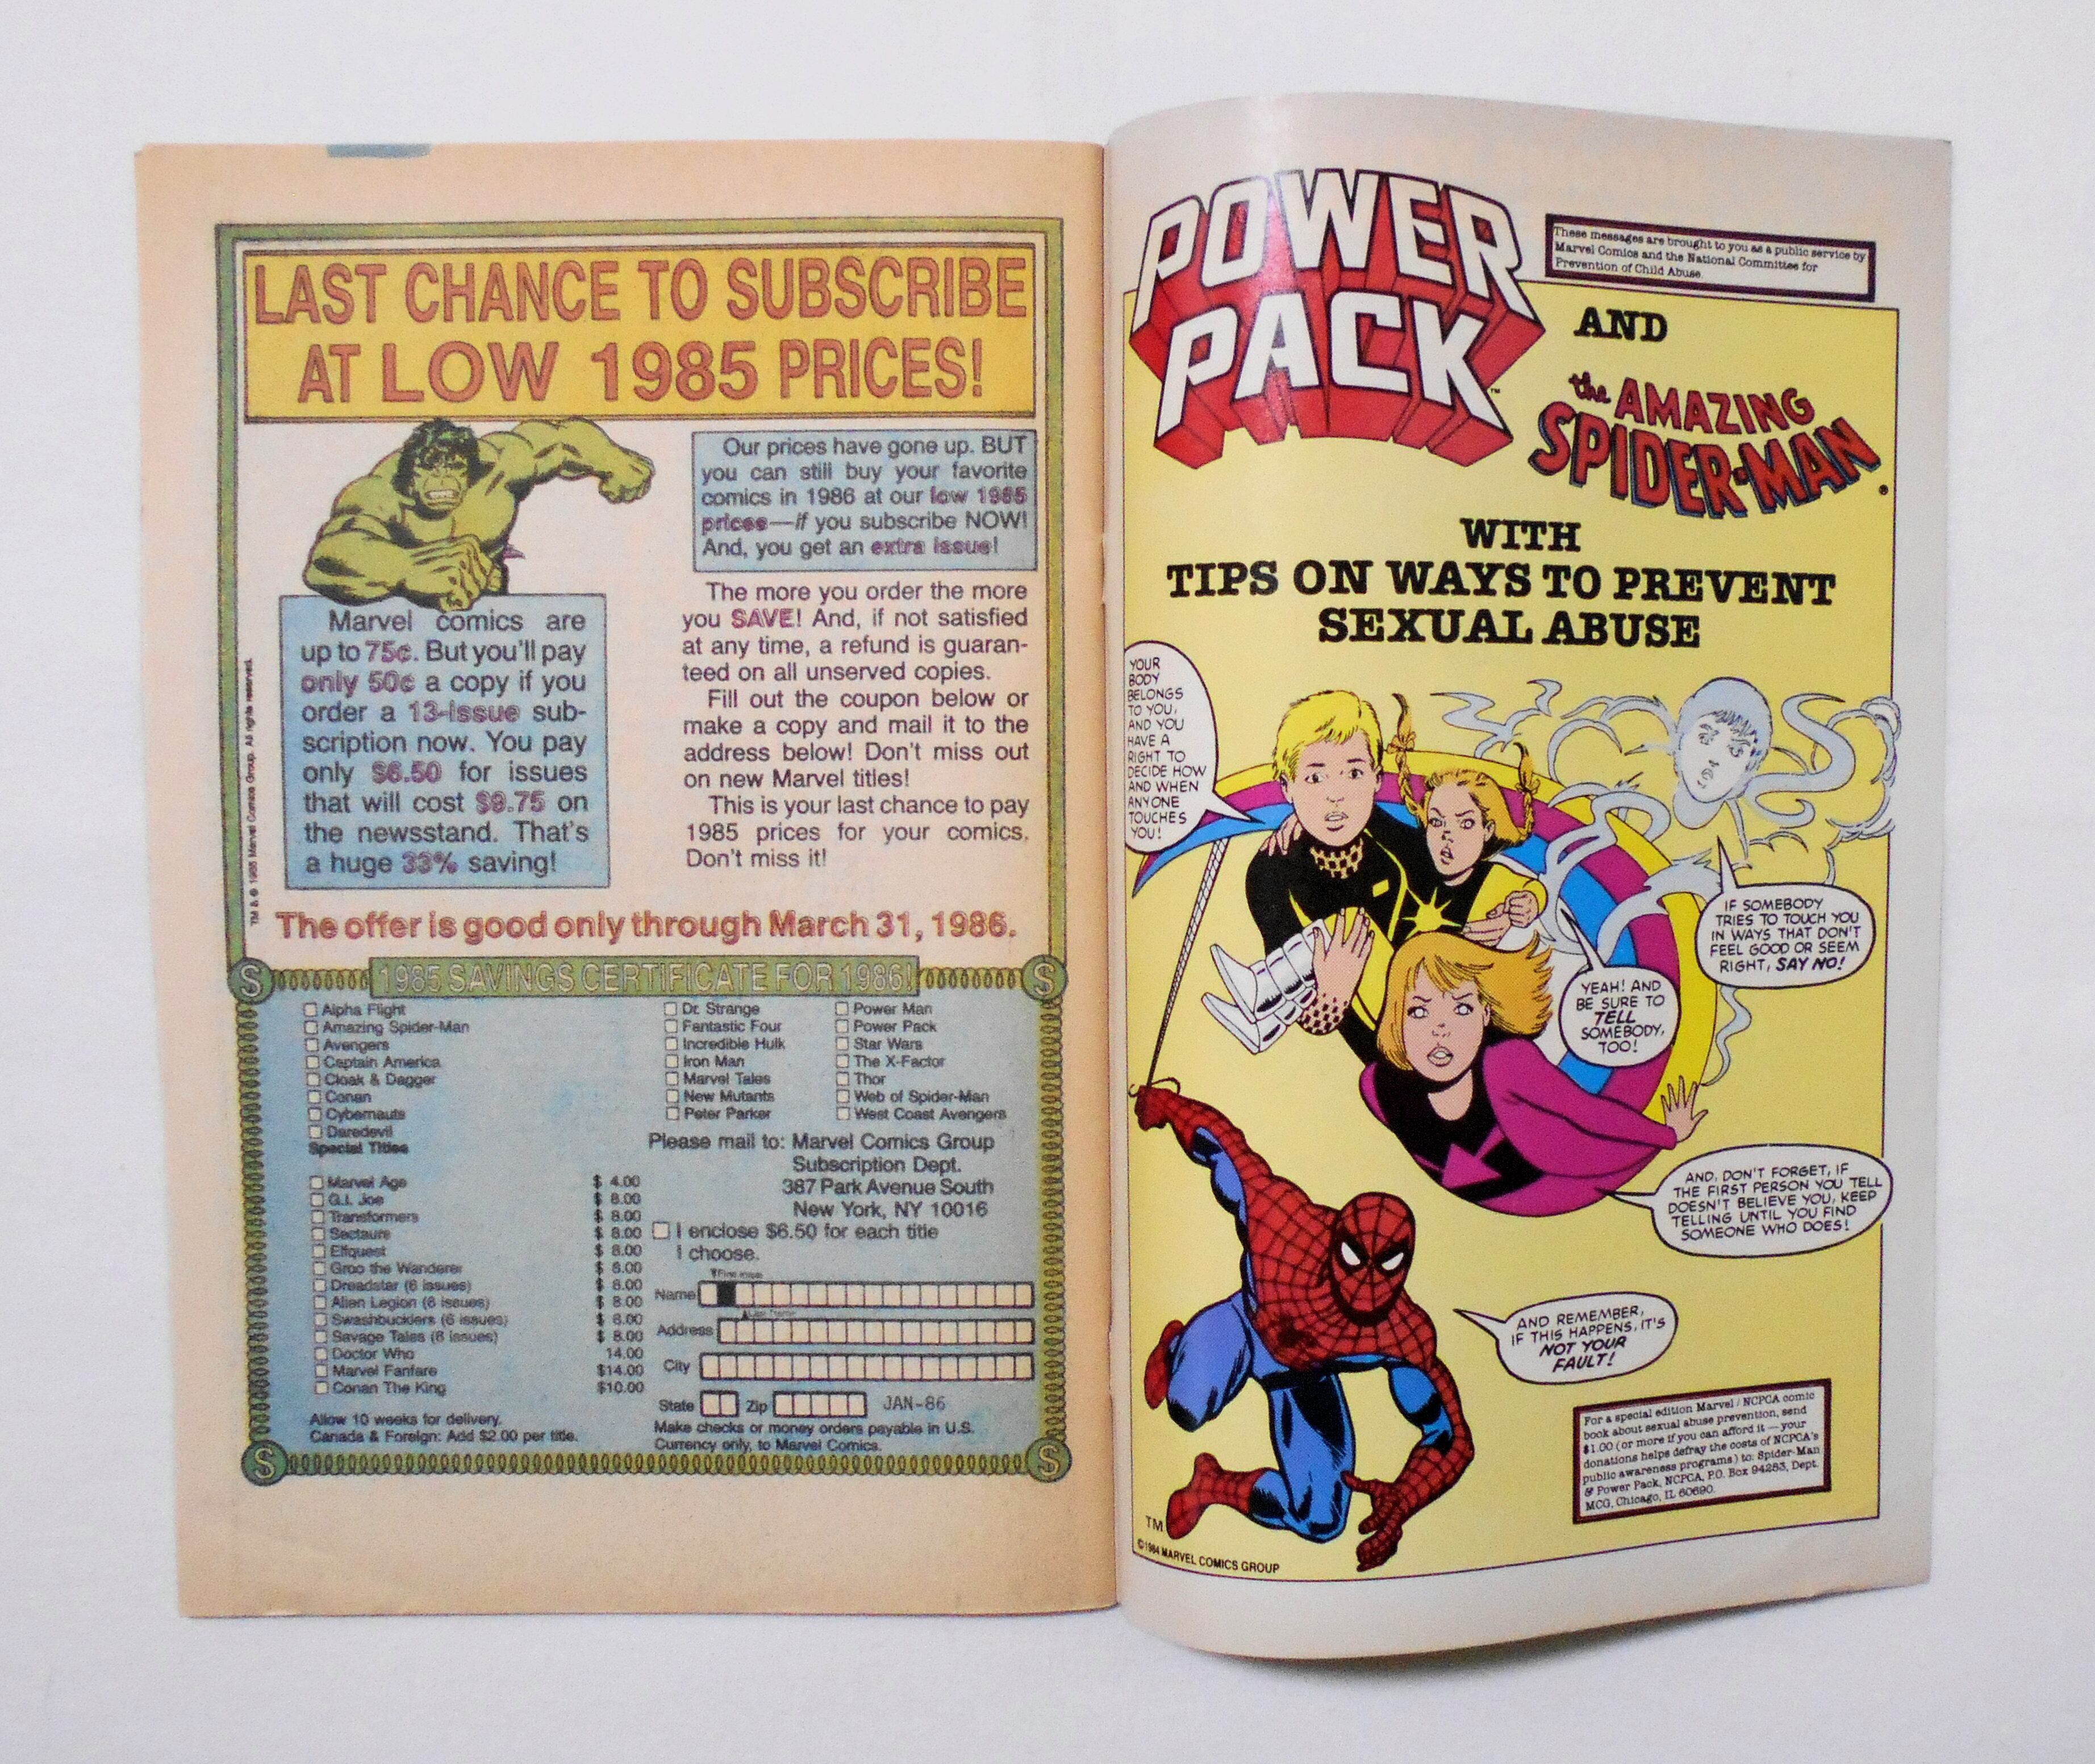 LAST CHANCE TO SUBSCRIBE
AT LOW 1985 PRICES!
Our prices have gone up. BUT
you can still buy your favorite
comics in 1986 at our low 1985
prices—if you subscribe NOW!
And, you get an extra issue!
Marvel comics are
up to 75¢. But you'll pay
only 50¢ a copy if you
order a 13-issue sub-
scription now. You pay
only $6.50 for issues
that will cost $9.75 on
the newsstand. That's
a huge 33% saving!
The more you order the more
you SAVE! And, if not satisfied
at any time, a refund is guaran-
teed on all unserved copies.
Fill out the coupon below or
make a copy and mail it to the
address below! Don't miss out
on new Marvel titles!
This is your last chance to pay
1985 prices for your comics.
Don't miss it!
TM & © 1985 Marvel Comics Group. All rights reserved.
The offer is good only through March 31, 1986.
1985 SAVINGS CERTIFICATE FOR 1986!
Alpha Flight
Amazing Spider-Man
Avengers
Captain America
Cloak & Dagger
Conan
Cybernauts
Daredevil
Dr. Strange
Fantastic Four
Incredible Hulk
Iron Man
Marvel Tales
New Mutants
Peter Parker
Power Man
Power Pack
Star Wars
The X-Factor
Thor
Web of Spider-Man
West Coast Avengers
Special Titles
Marvel Age $ 4.00
G.I. Joe $ 8.00
Transformers $ 8.00
Sectaurs $ 8.00
Elfquest $ 8.00
Groo the Wanderer $ 8.00
Dreadstar (6 issues) $ 8.00
Alien Legion (6 issues) $ 8.00
Swashbucklers (6 issues) $ 8.00
Savage Tales (6 issues) $ 8.00
Doctor Who 14.00
Marvel Fanfare $14.00
Conan The King $10.00
Allow 10 weeks for delivery.
Canada & Foreign: Add $2.00 per title.
Please mail to: Marvel Comics Group
Subscription Dept.
387 Park Avenue South
New York, NY 10016
I enclose $6.50 for each title
I choose.
Name
Address
City
State Zip JAN-86
Make checks or money orders payable in U.S.
Currency only, to Marvel Comics.
POWER
PACK™
These messages are brought to you as a public service by
Marvel Comics and the National Committee for
Prevention of Child Abuse.
AND
the AMAZING
SPIDER-MAN
WITH
TIPS ON WAYS TO PREVENT
SEXUAL ABUSE
YOUR
BODY
BELONGS
TO YOU,
AND YOU
HAVE A
RIGHT TO
DECIDE HOW
AND WHEN
ANYONE
TOUCHES
YOU!
IF SOMEBODY
TRIES TO TOUCH YOU
IN WAYS THAT DON'T
FEEL GOOD OR SEEM
RIGHT, SAY NO!
YEAH! AND
BE SURE TO
TELL
SOMEBODY,
TOO!
AND, DON'T FORGET, IF
THE FIRST PERSON YOU TELL
DOESN'T BELIEVE YOU, KEEP
TELLING UNTIL YOU FIND
SOMEONE WHO DOES!
AND REMEMBER,
IF THIS HAPPENS, IT'S
NOT YOUR
FAULT!
For a special edition Marvel/NCPCA comic
book about sexual abuse prevention, send
$1.00 (or more if you can afford it—your
donations helps defray the costs of NCPCA's
public awareness programs) to: Spider-Man
& Power Pack, NCPCA, P.O. Box 94283, Dept.
MCG, Chicago, IL 60690.
TM
©1984 MARVEL COMICS GROUP